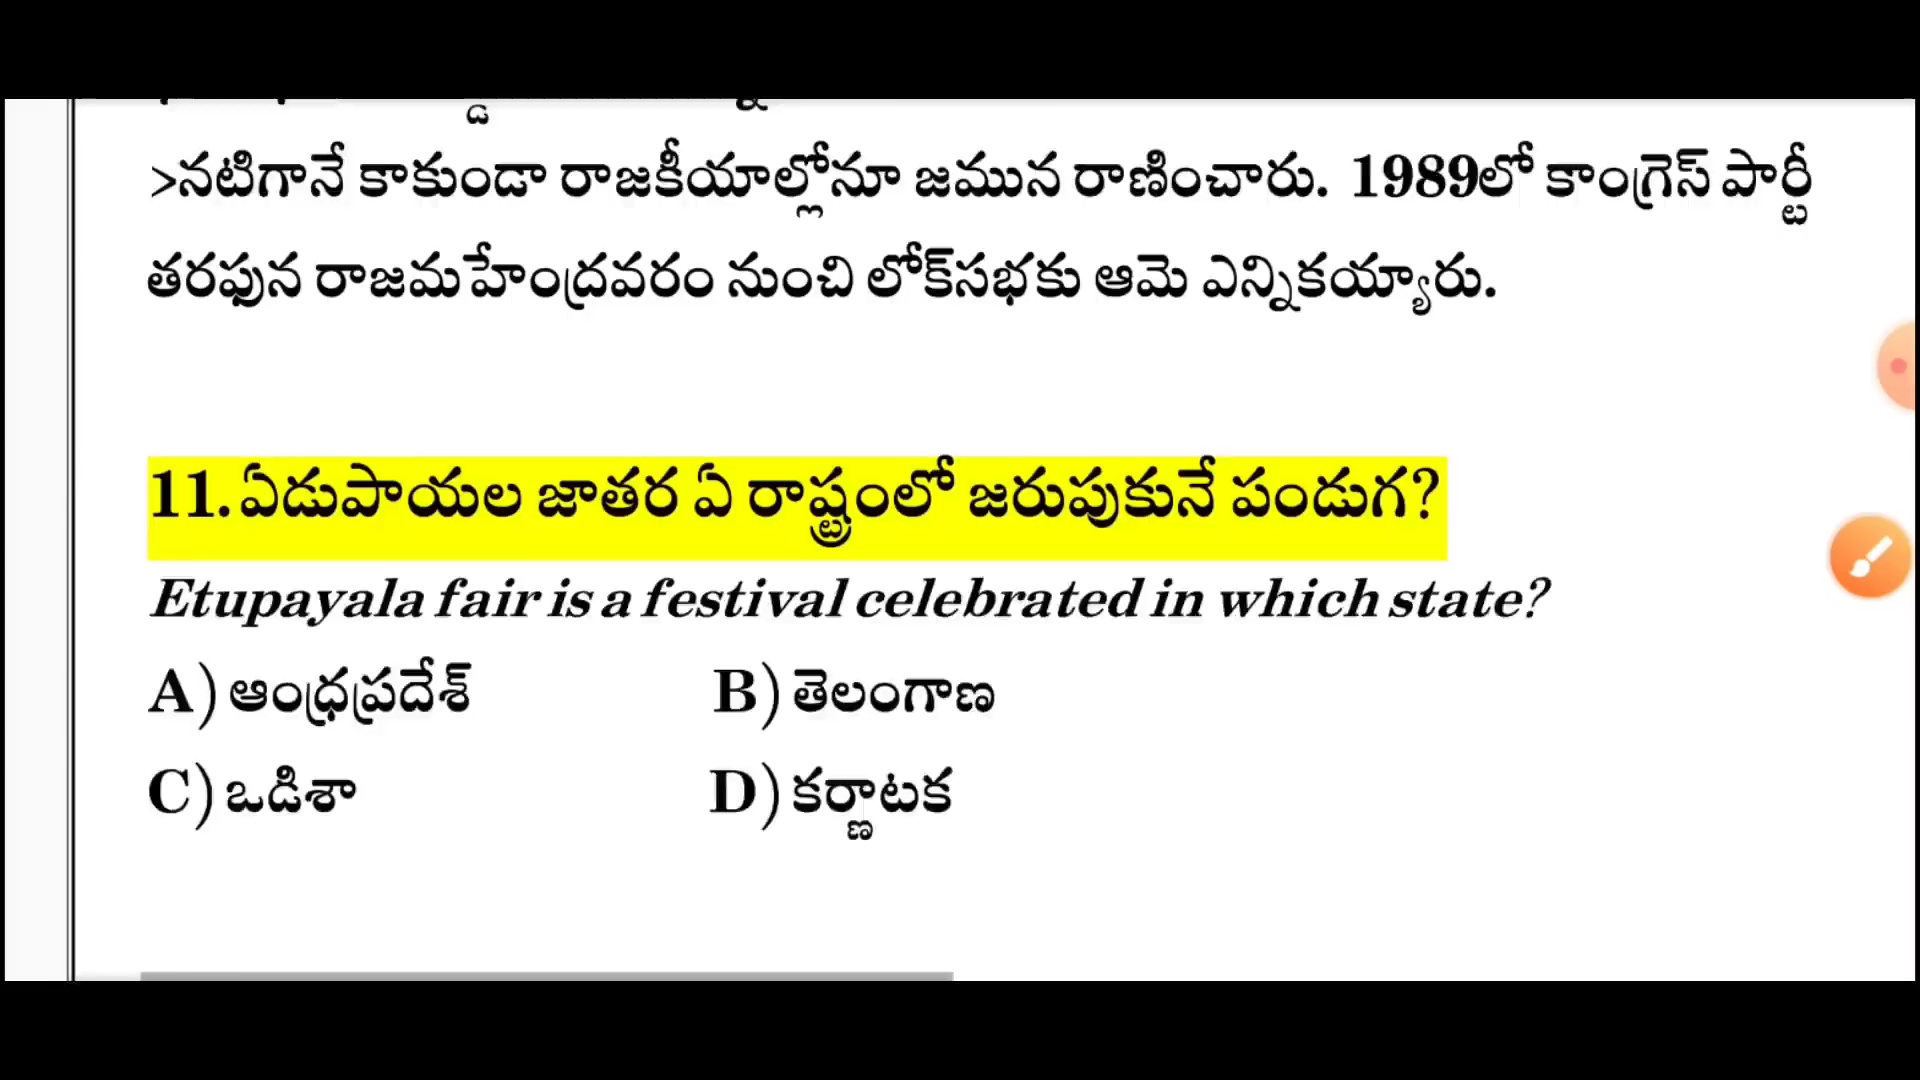 >నటిగానే కాకుండా రాజకీయాల్లోనూ జమున రాణించారు. 1989లో కాంగ్రెస్ పార్టీ
తరఫున రాజమహేంద్రవరం నుంచి లోక్‌సభకు ఆమె ఎన్నికయ్యారు.
11. ఏడుపాయల జాతర ఏ రాష్ట్రంలో జరుపుకునే పండుగ?
Etupayala fair is a festival celebrated in which state?
A) ఆంధ్రప్రదేశ్ B) తెలంగాణ
C) ఒడిశా D) కర్ణాటక